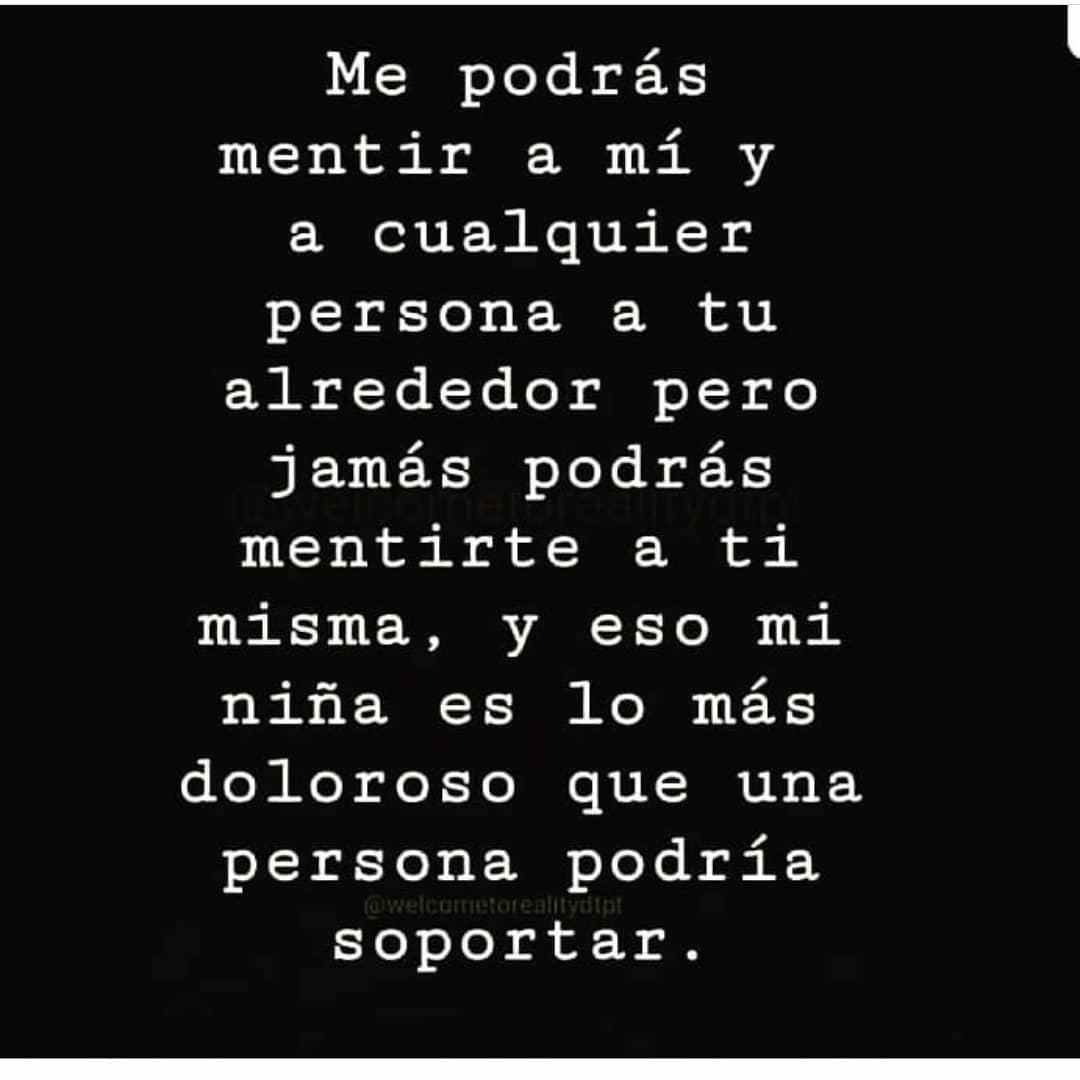 Me podrás
mentir a mí y
a cualquier
persona a tu
alrededor pero
jamás podrás
mentirte a ti
misma, y eso mi
niña es lo más
doloroso que una
persona podría
@welcometorealitydtpt
soportar.